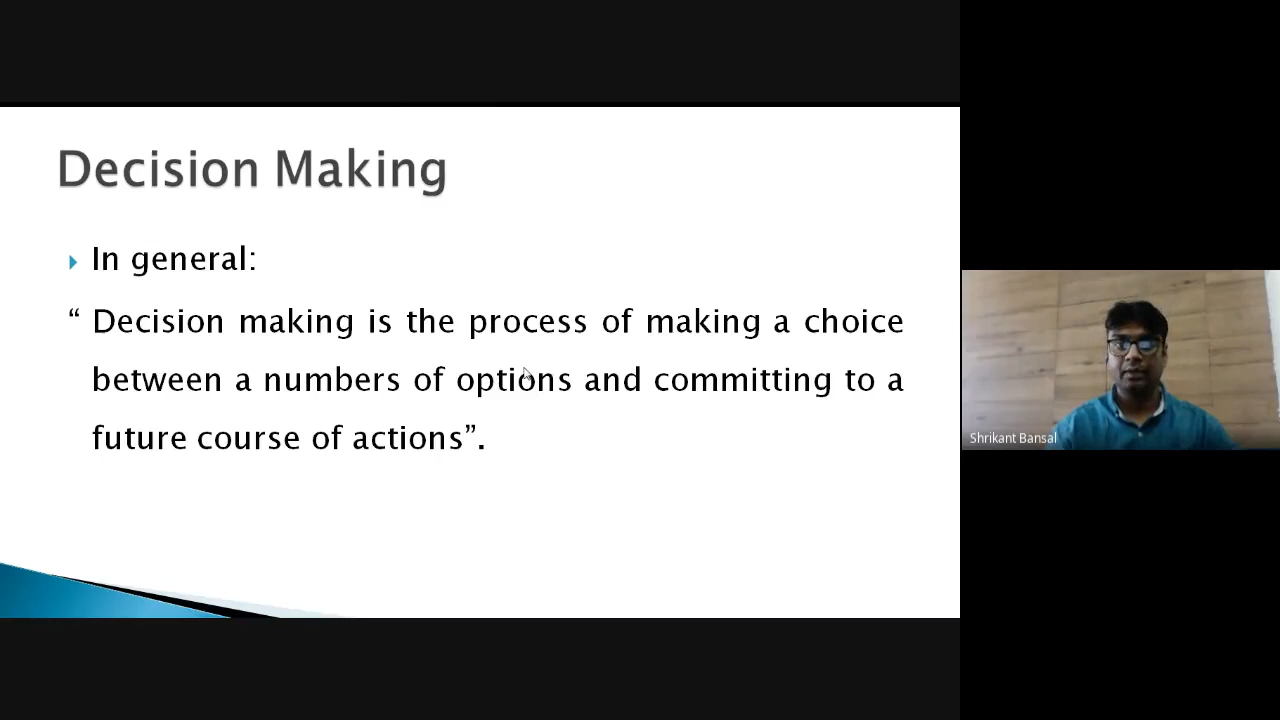 Decision Making
In general:
“ Decision making is the process of making a choice
between a numbers of options and committing to a
future course of actions”.
Shrikant Bansal